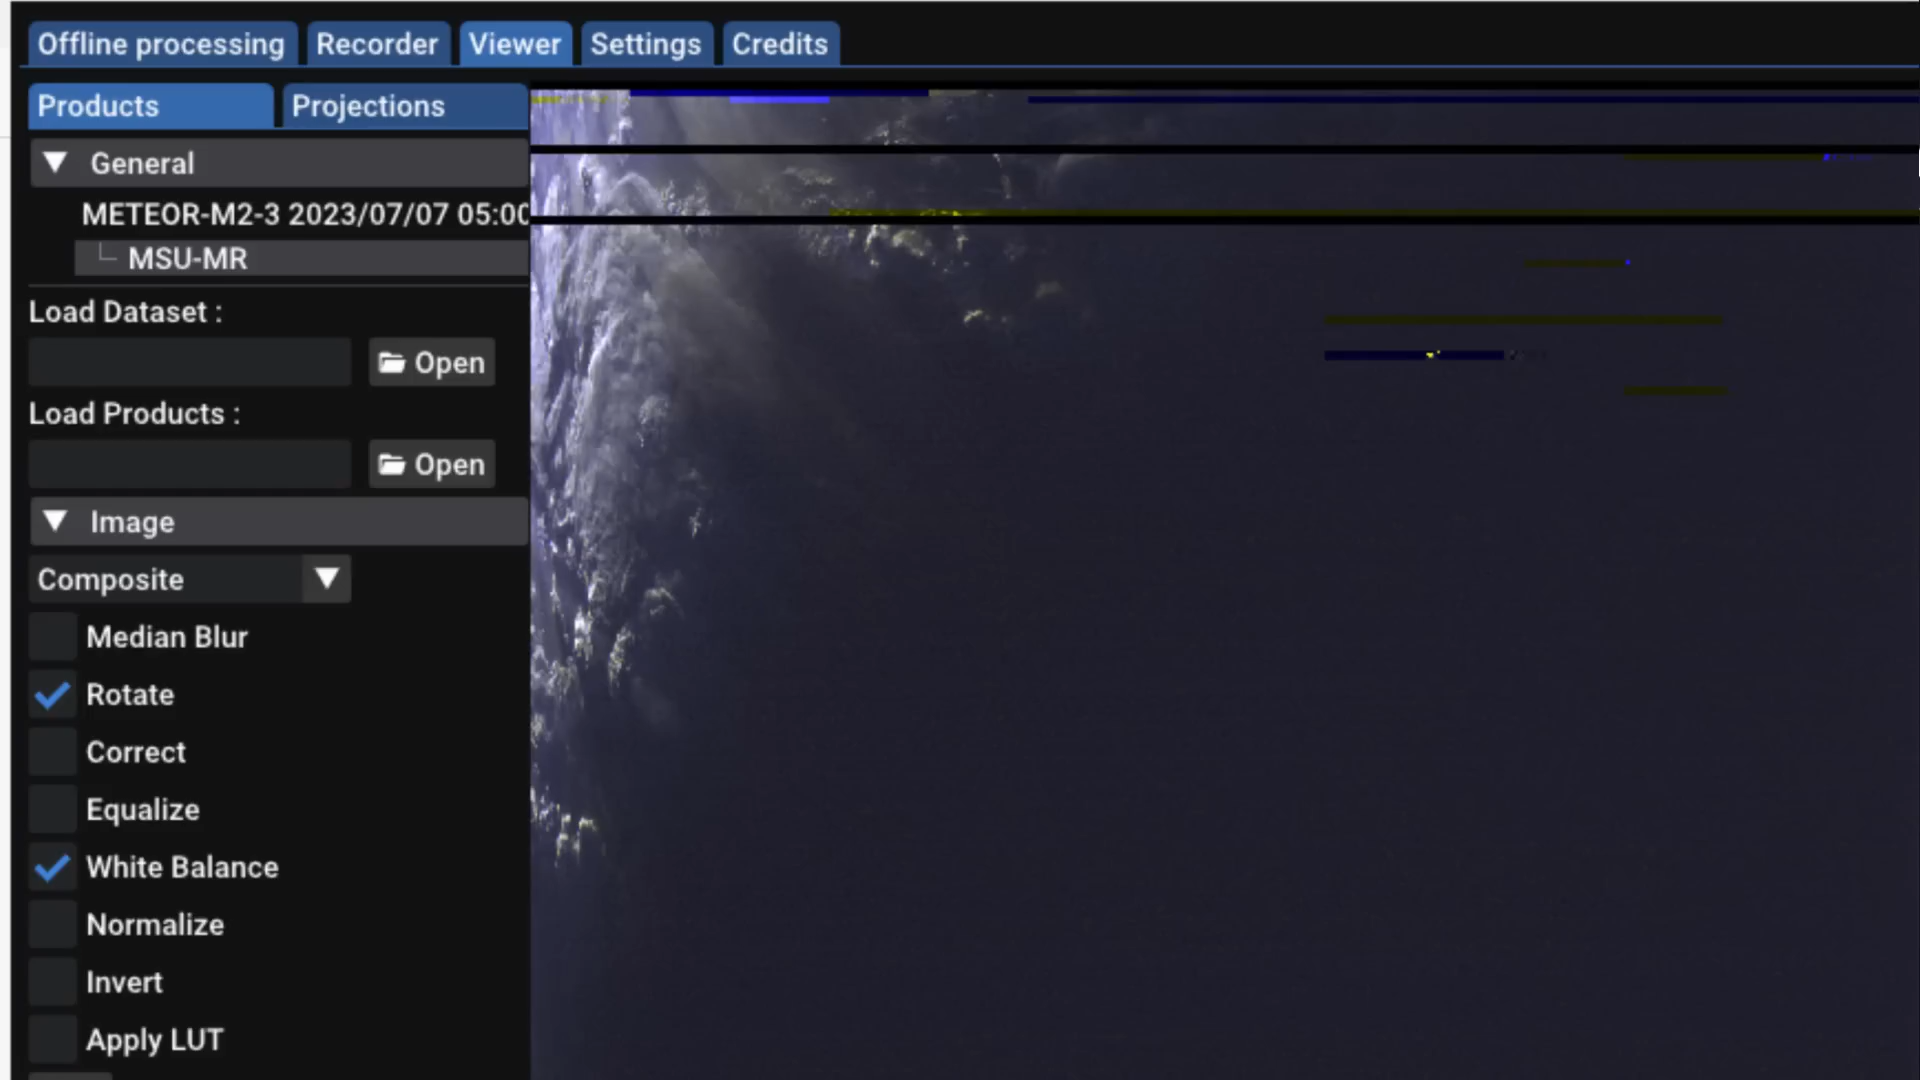 Offline processing Recorder Viewer Settings Credits
Products Projections
General
METEOR-M2-3 2023/07/07 05:00
MSU-MR
Load Dataset :
Open
Load Products :
Open
Image
Composite
Median Blur
Rotate
Correct
Equalize
White Balance
Normalize
Invert
Apply LUT